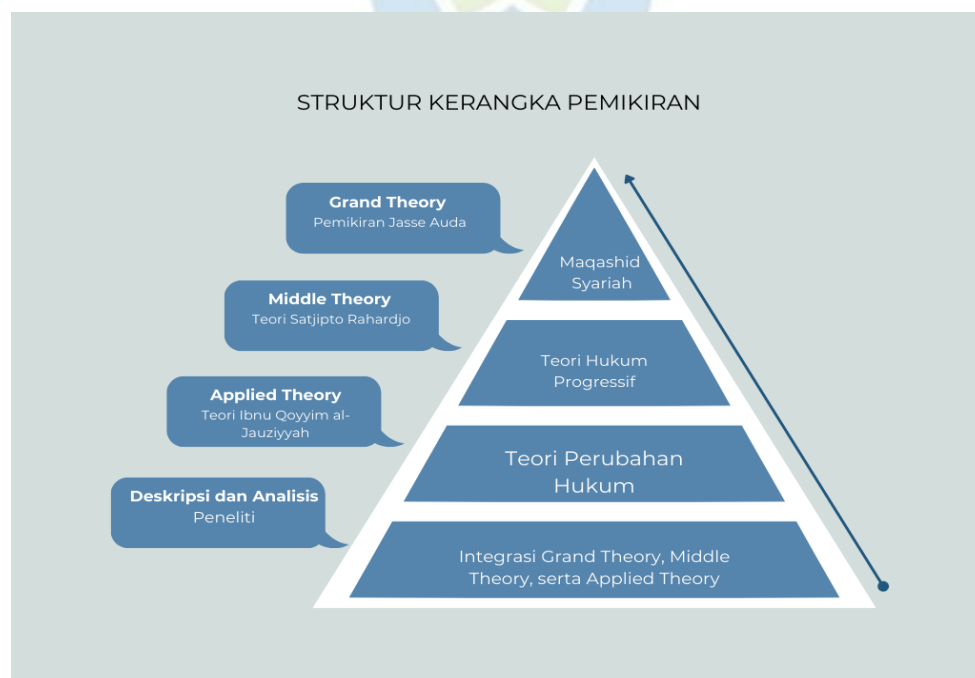 STRUKTUR KERANGKA PEMIKIRAN
Grand Theory
Pemikiran Jasse Auda
Maqashid
Syariah
Middle Theory
Teori Satjipto Rahardjo
Teori Hukum
Progressif
Applied Theory
Teori Ibnu Qoyyim al-
Jauziyyah
Teori Perubahan
Hukum
Deskripsi dan Analisis
Peneliti
Integrasi Grand Theory, Middle
Theory, serta Applied Theory